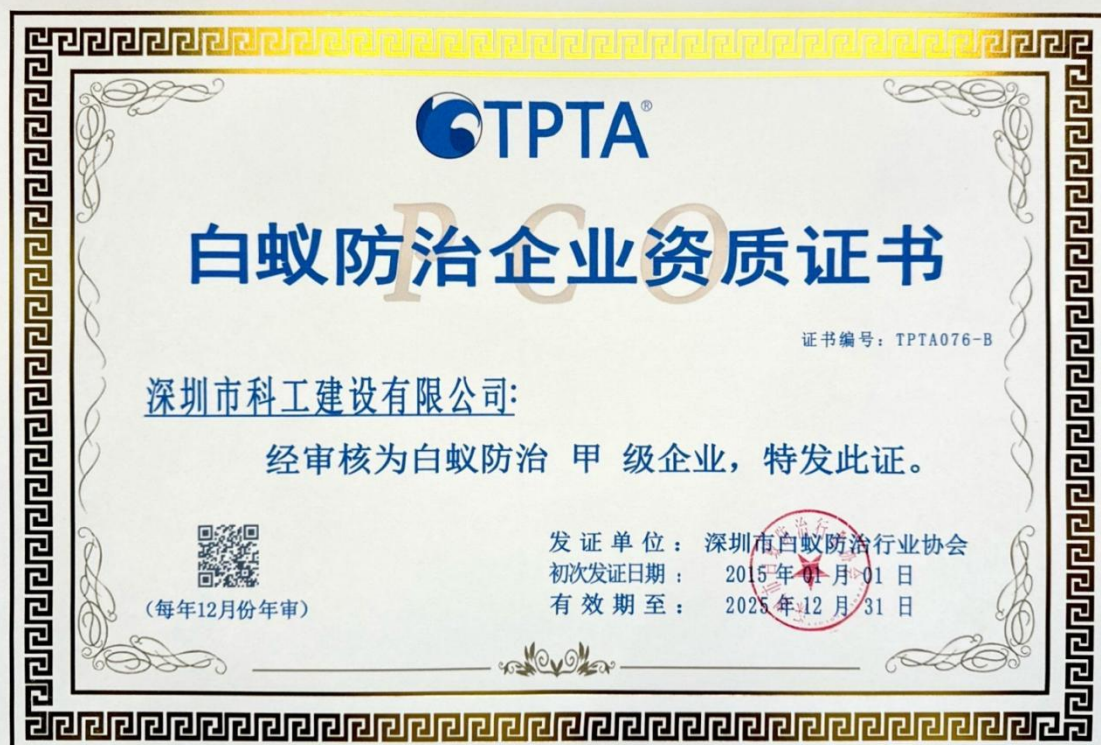 TPTA®
PCO
白蚁防治企业资质证书
证书编号：TPTA076-B
深圳市科工建设有限公司:
经审核为白蚁防治 甲 级企业，特发此证。
发证单位：深圳市白蚁防治行业协会
初次发证日期：2015年01月01日
（每年12月份年审）
有效期至：2025年12月31日